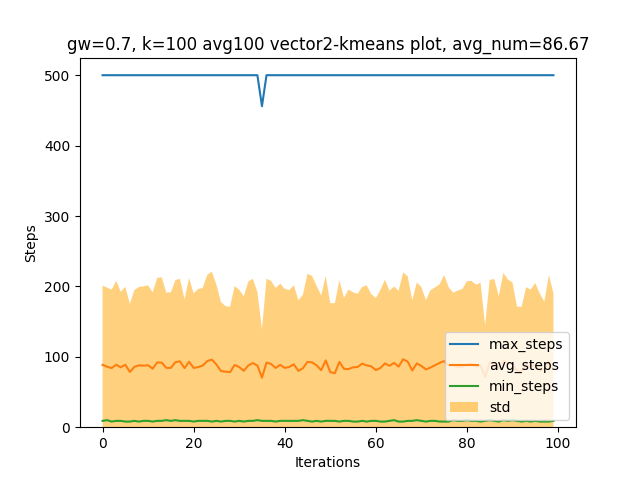 gw=0.7, k=100 avg100 vector2-kmeans plot, avg_num=86.67
500
400
300
200
100
0
Steps
max_steps
avg_steps
min_steps
std
0 20 40 60 80 100
Iterations